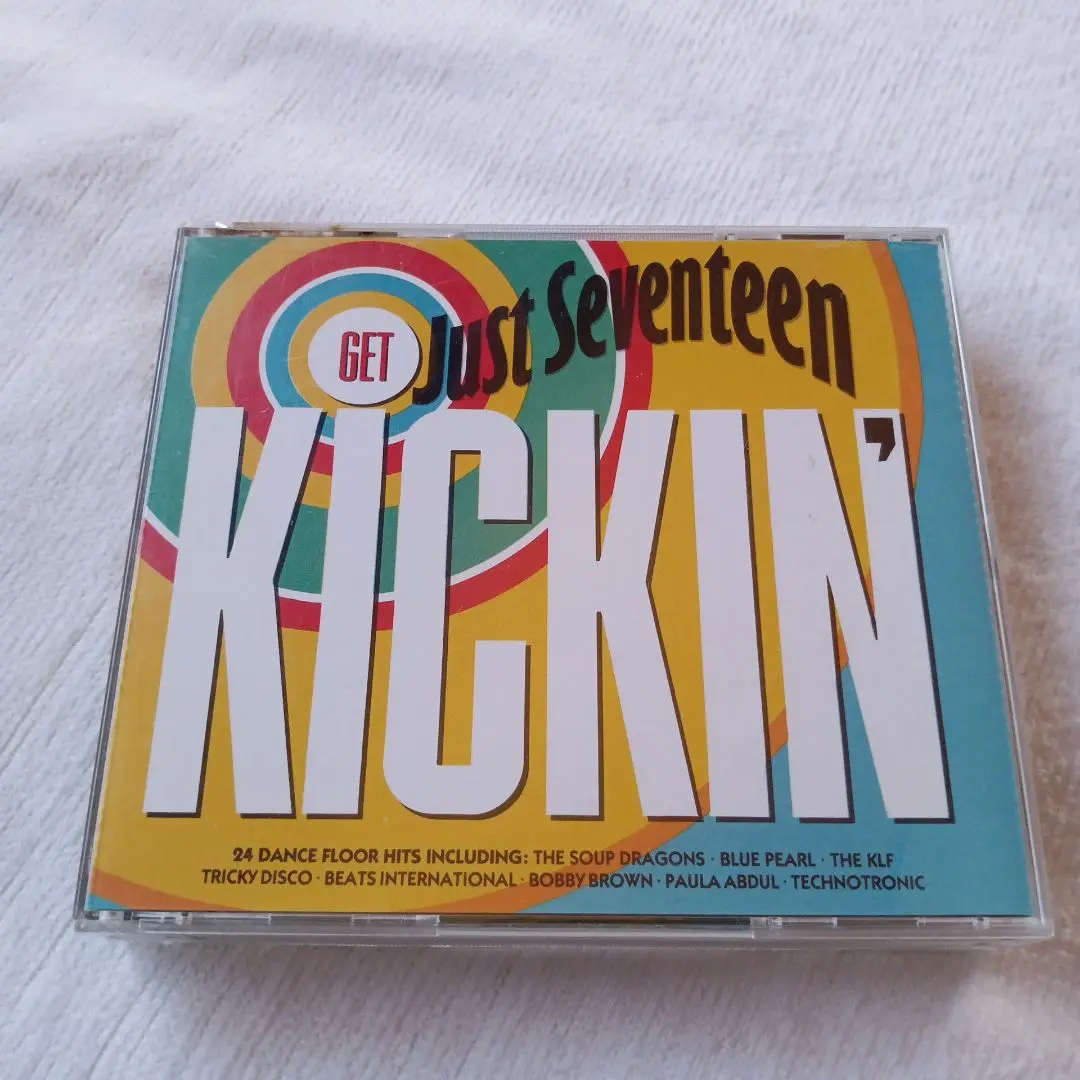 GET
Just Seventeen
KICKIN'
24 DANCE FLOOR HITS INCLUDING: THE SOUP DRAGONS · BLUE PEARL · THE KLF
TRICKY DISCO · BEATS INTERNATIONAL · BOBBY BROWN · PAULA ABDUL · TECHNOTRONIC